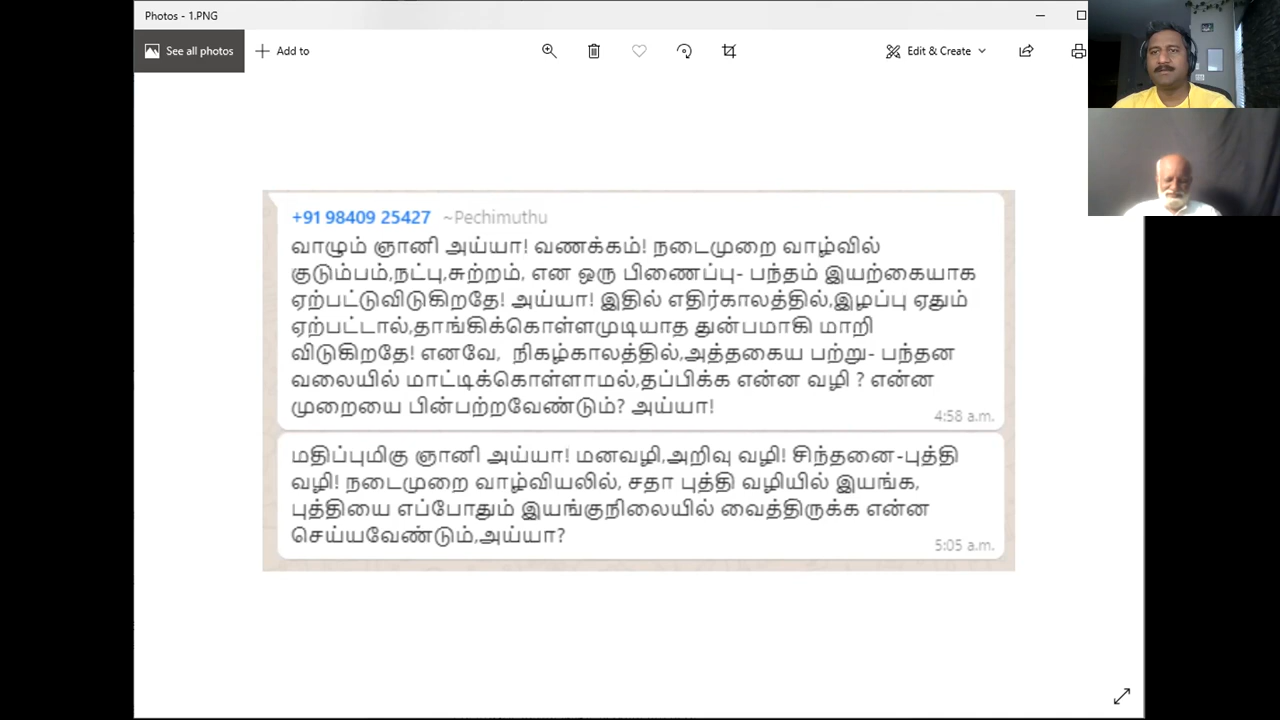 Photos - 1.PNG
See all photos
Add to
Edit & Create
+91 98409 25427 ~Pechimuthu
வாழும் ஞானி அய்யா! வணக்கம்! நடைமுறை வாழ்வில்
குடும்பம்,நட்பு,சுற்றம், என ஒரு பிணைப்பு- பந்தம் இயற்கையாக
ஏற்பட்டுவிடுகிறதே! அய்யா! இதில் எதிர்காலத்தில்,இழப்பு ஏதும்
ஏற்பட்டால்,தாங்கிக்கொள்ளமுடியாத துன்பமாகி மாறி
விடுகிறதே! எனவே, நிகழ்காலத்தில்,அத்தகைய பற்று- பந்தன
வலையில் மாட்டிக்கொள்ளாமல்,தப்பிக்க என்ன வழி ? என்ன
முறையை பின்பற்றவேண்டும்? அய்யா!
4:58 a.m.
மதிப்புமிகு ஞானி அய்யா! மனவழி,அறிவு வழி! சிந்தனை-புத்தி
வழி! நடைமுறை வாழ்வியலில், சதா புத்தி வழியில் இயங்க,
புத்தியை எப்போதும் இயங்குநிலையில் வைத்திருக்க என்ன
செய்யவேண்டும்,அய்யா?
5:05 a.m.